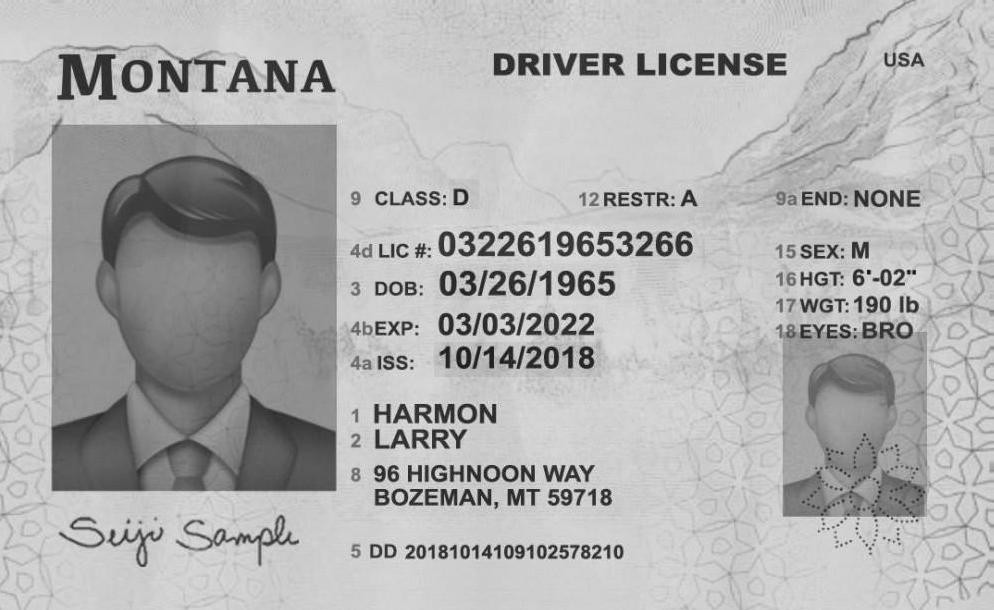 MONTANA
DRIVER LICENSE
USA
9 CLASS: D
12 RESTR: A
9a END: NONE
4d LIC #: 0322619653266
15 SEX: M
3 DOB: 03/26/1965
16 HGT: 6'-02"
17 WGT: 190 lb
4b EXP: 03/03/2022
18 EYES: BRO
4a ISS: 10/14/2018
1 HARMON
2 LARRY
8 96 HIGHNOON WAY
BOZEMAN, MT 59718
Seiji Sample
5 DD 20181014109102578210